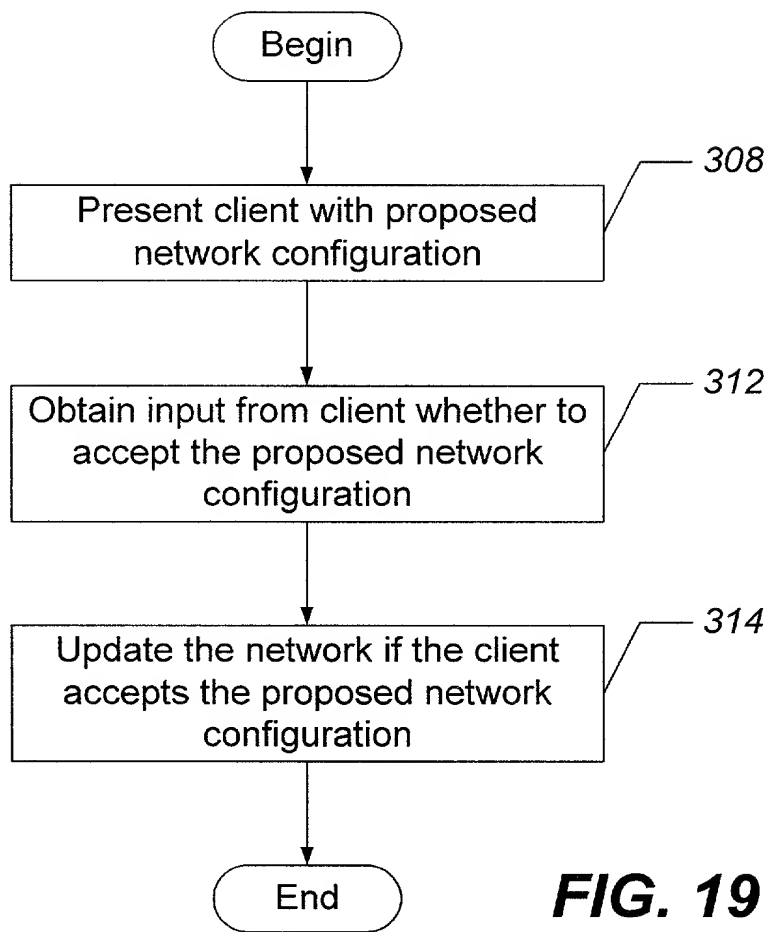 Begin
308
Present client with proposed
network configuration
312
Obtain input from client whether to
accept the proposed network
configuration
314
Update the network if the client
accepts the proposed network
configuration
End
FIG. 19